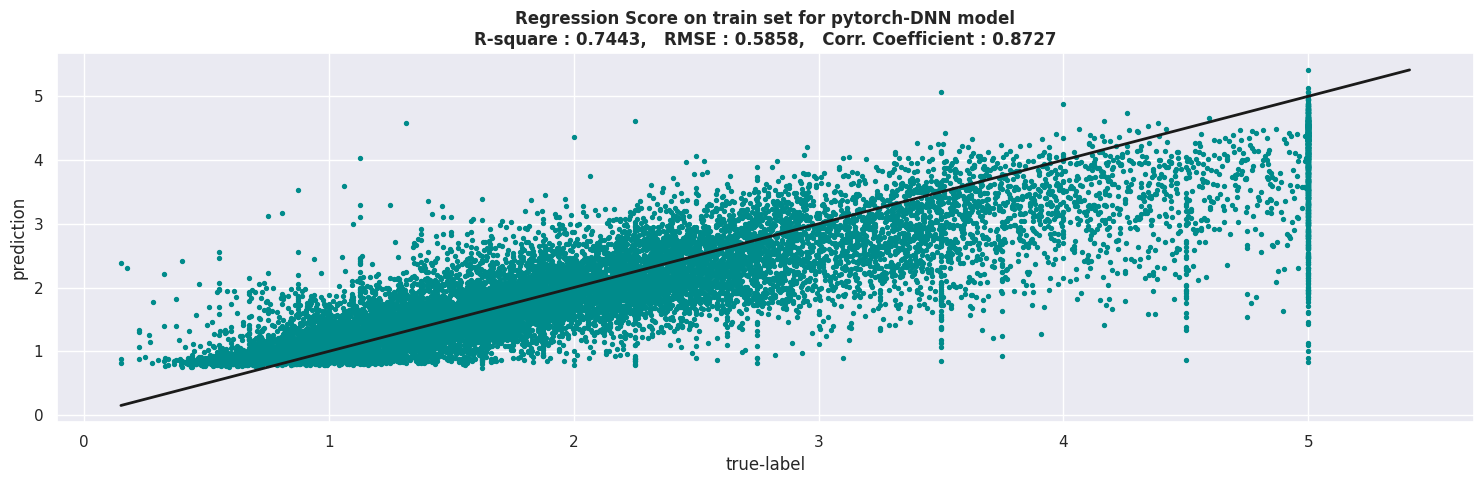 Regression Score on train set for pytorch-DNN model
R-square : 0.7443,   RMSE : 0.5858,   Corr. Coefficient : 0.8727
5
4
3
2
1
0
prediction
0 1 2 3 4 5
true-label